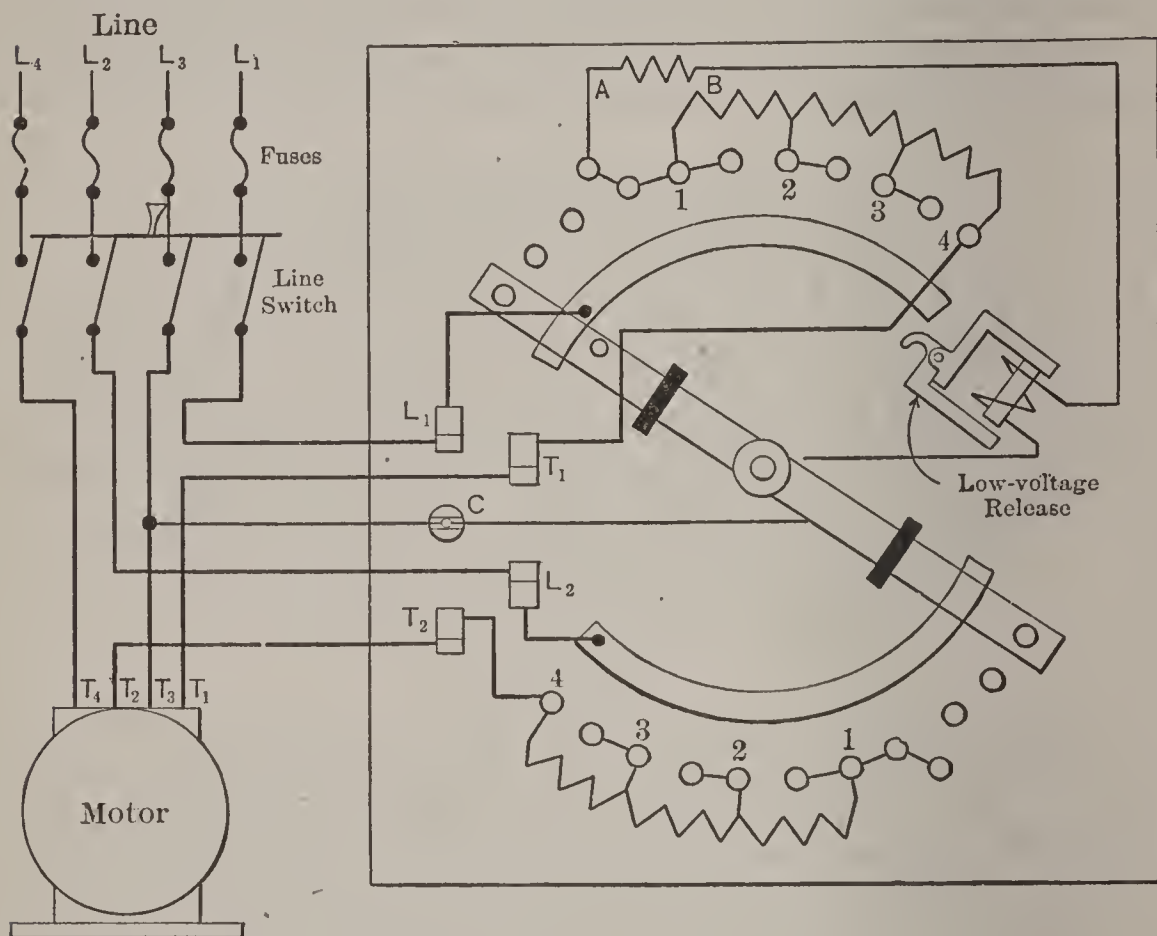 Line
L4 L2 L3 L1
Fuses
Line
Switch
A B
1 2 3 4
L1
T1
C
L2
T2
Low-voltage
Release
4 3 2 1
T4 T2 T3 T1
Motor